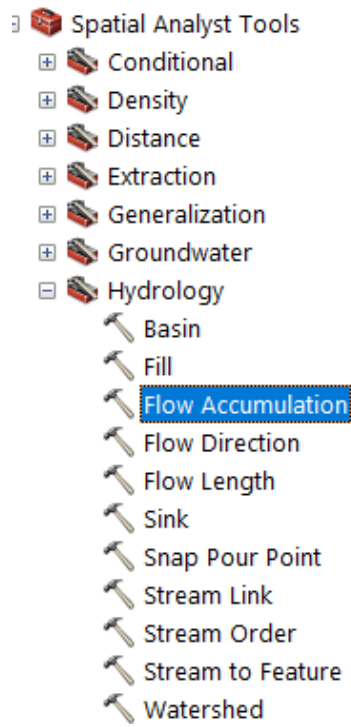 Spatial Analyst Tools
Conditional
Density
Distance
Extraction
Generalization
Groundwater
Hydrology
Basin
Fill
Flow Accumulation
Flow Direction
Flow Length
Sink
Snap Pour Point
Stream Link
Stream Order
Stream to Feature
Watershed